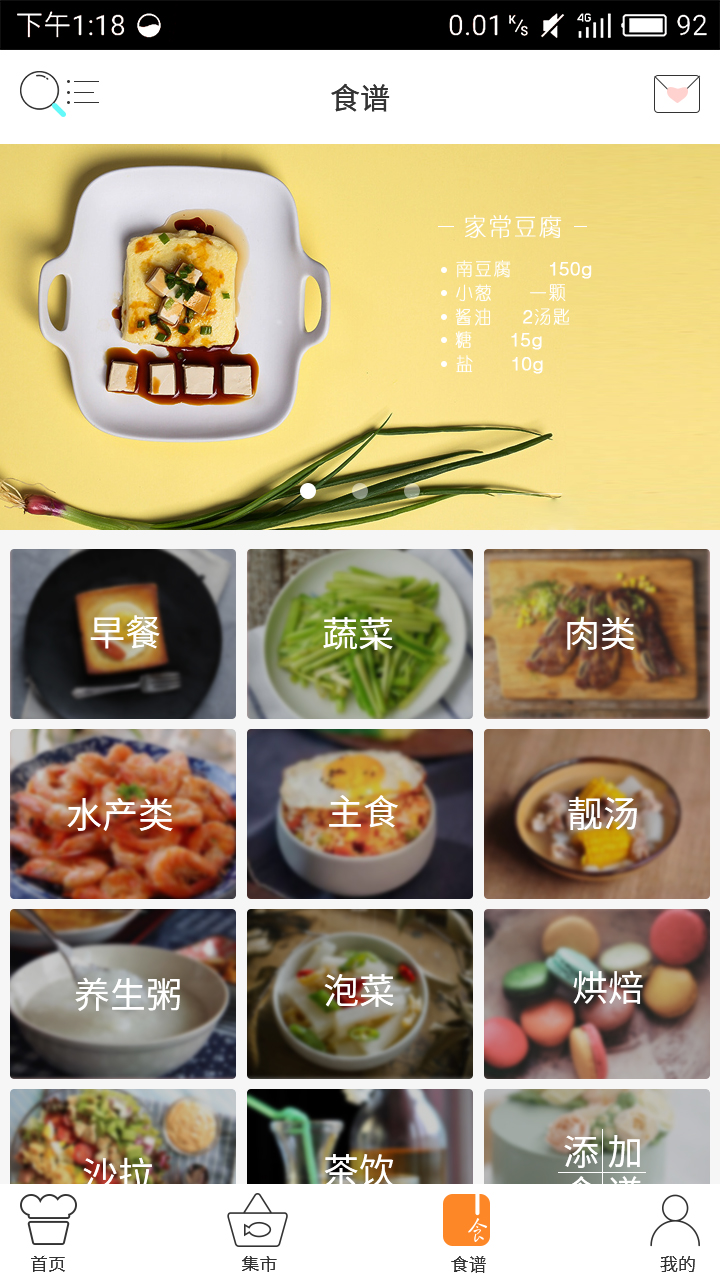 下午1:18 0.01 K/s 4G 92
食谱
家常豆腐
南豆腐 150g
小葱 一颗
酱油 2汤匙
糖 15g
盐 10g
早餐 蔬菜 肉类
水产类 主食 靓汤
养生粥 泡菜 烘焙
沙拉 茶饮 添加
食谱
食
首页 集市 食谱 我的